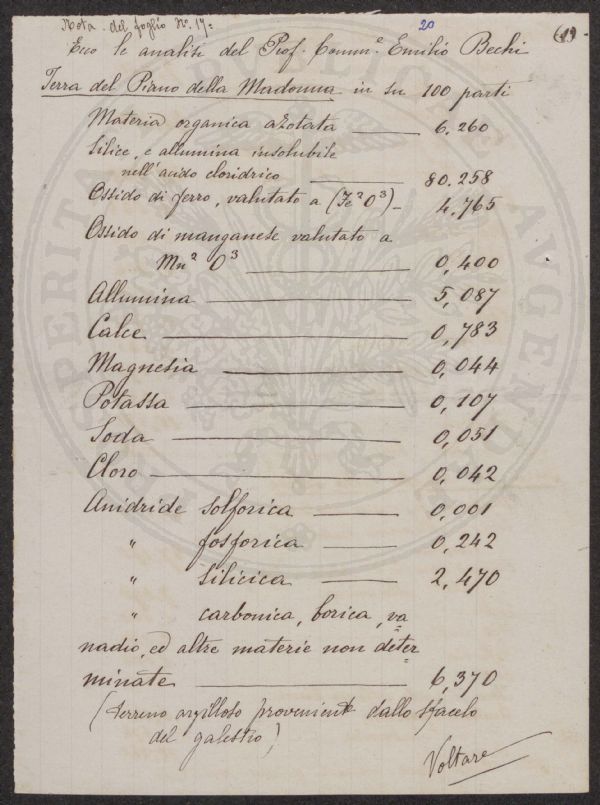 Nota del foglio N.º 17=
20
(19)
Ecco le analisi del Prof. Comm.e Emilio Bechi
Terra del Piano della Madonna in su 100 parti
Materia organica azotata 6,260
Silice, e allumina insolubile
nell'acido cloridrico 80,258
Ossido di ferro, valutato a (Fe² O³) 4,765
Ossido di manganese valutato a
Mn² O³ 0,400
Allumina 5,087
Calce 0,783
Magnesia 0,044
Potassa 0,107
Soda 0,051
Cloro 0,042
Anidride solforica 0,001
" fosforica 0,242
" silicica 2,470
" carbonica, borica, va=
nadio, ed altre materie non deter=
minate 6,370
(terreno argilloso proveniente dallo sfacelo
del galestro)
Voltare